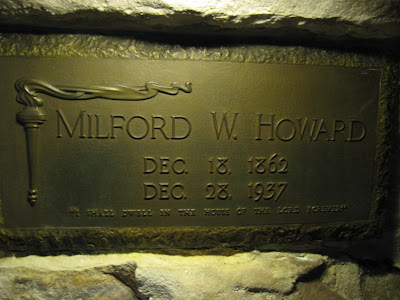 MILFORD W. HOWARD
DEC. 18, 1862
DEC. 28, 1937
"I SHALL DWELL IN THE HOUSE OF THE LORD FOREVER"